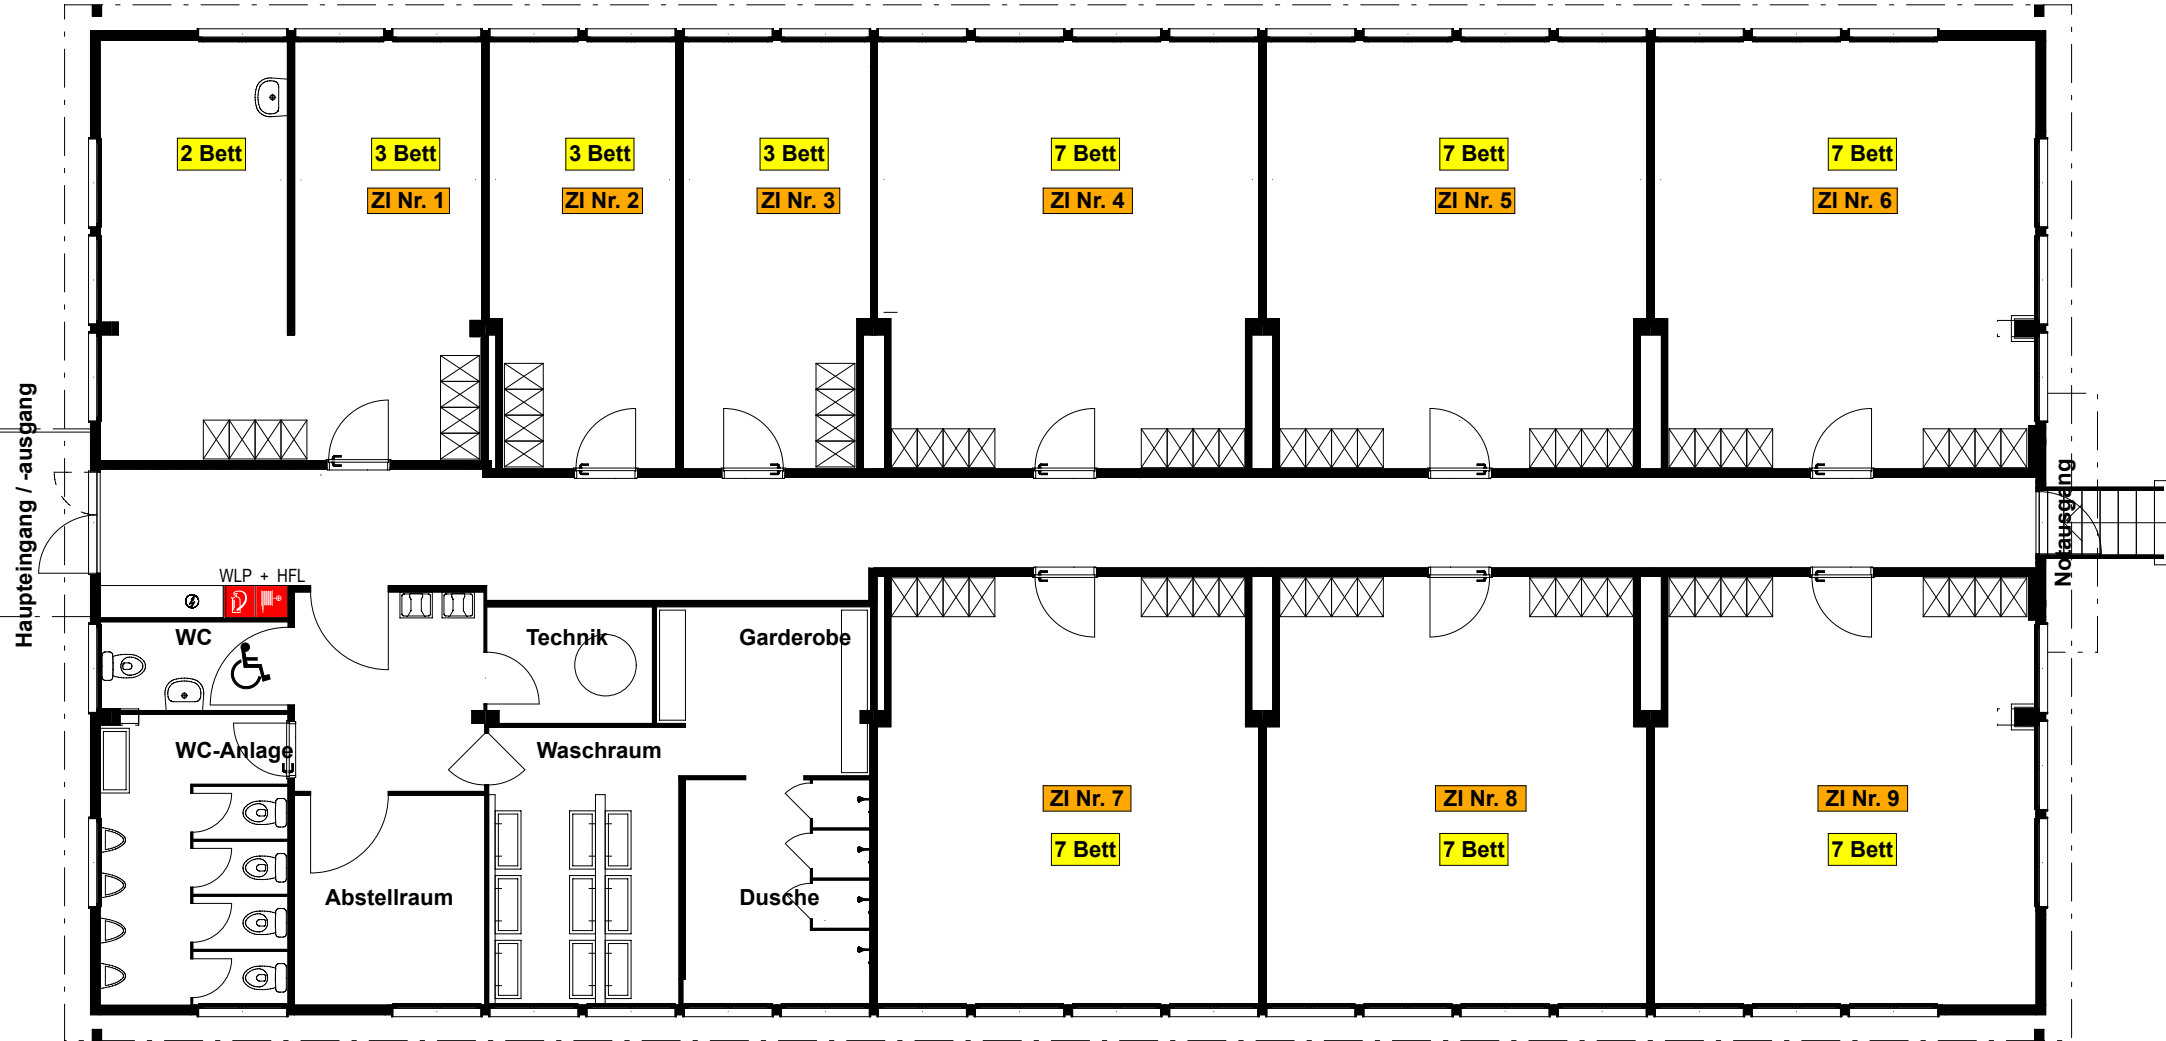 2 Bett
3 Bett
3 Bett
3 Bett
7 Bett
7 Bett
7 Bett
ZI Nr. 1
ZI Nr. 2
ZI Nr. 3
ZI Nr. 4
ZI Nr. 5
ZI Nr. 6
Haupteingang / -ausgang
Notausgang
WLP + HFL
WC
Technik
Garderobe
WC-Anlage
Waschraum
ZI Nr. 7
ZI Nr. 8
ZI Nr. 9
7 Bett
7 Bett
7 Bett
Abstellraum
Dusche